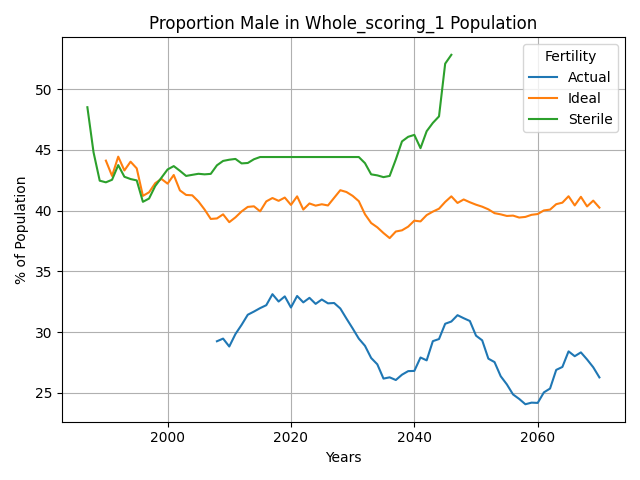 Proportion Male in Whole_scoring_1 Population
Fertility
Actual
Ideal
Sterile
% of Population
50
45
40
35
30
25
2000
2020
2040
2060
Years